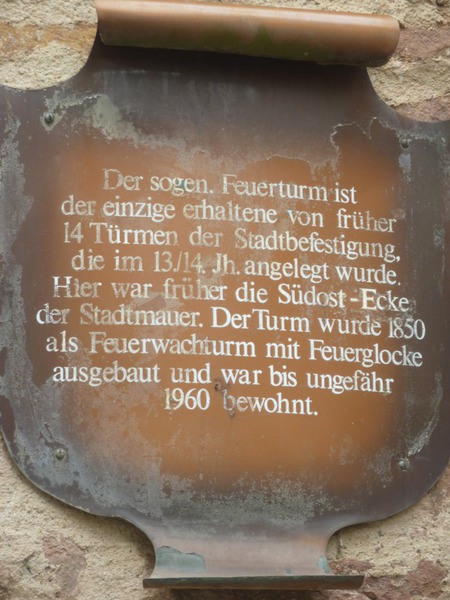 Der sogen. Feuerturm ist
der einzige erhaltene von früher
14 Türmen der Stadtbefestigung,
die im 13./14. Jh. angelegt wurde.
Hier war früher die Südost-Ecke
der Stadtmauer. Der Turm wurde 1850
als Feuerwachturm mit Feuerglocke
ausgebaut und war bis ungefähr
1960 bewohnt.